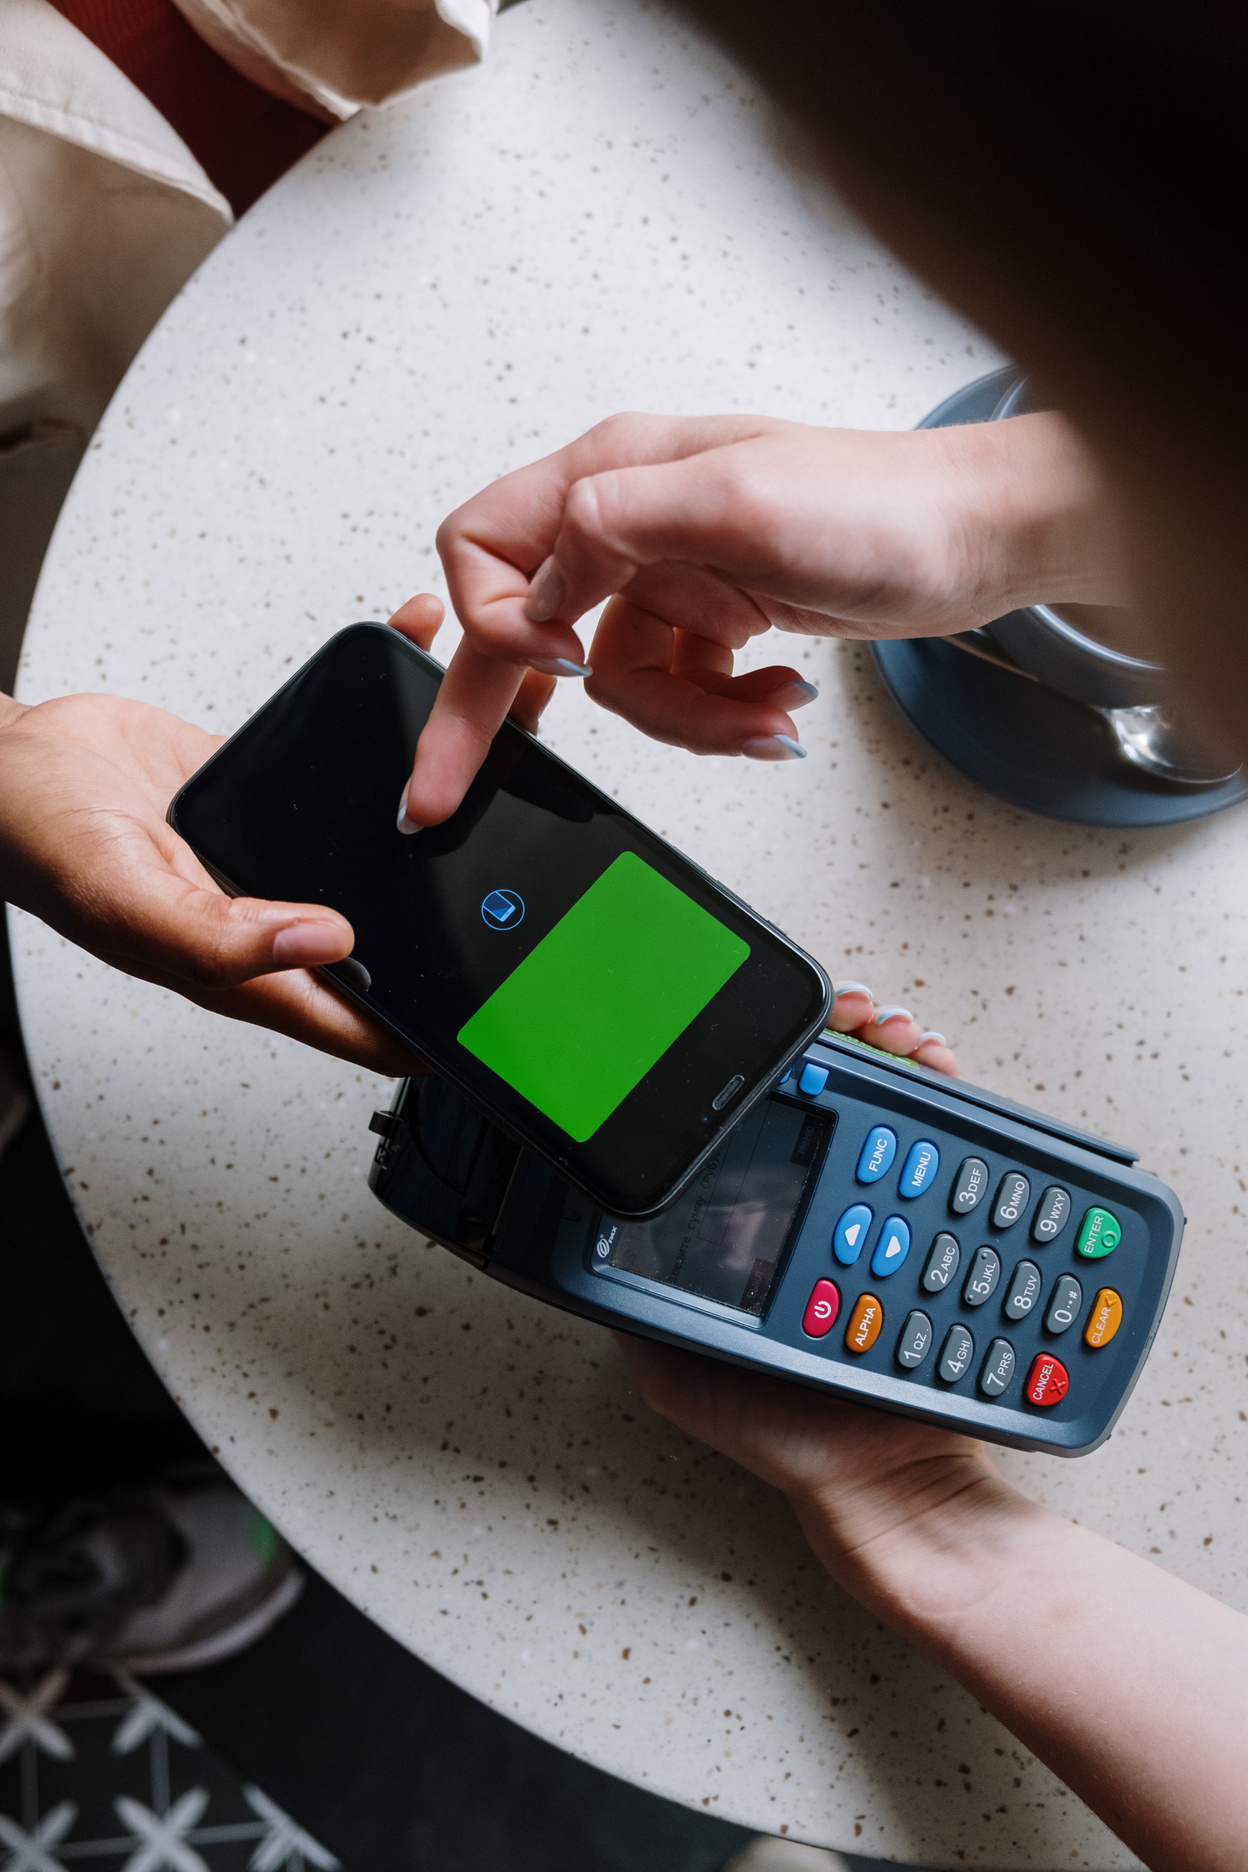 FUNC
MENU
3DEF
6MNO
9WXY
ENTER
2ABC
5JKL
8TUV
0·*#
CLEAR<
ALPHA
1QZ.
4GHI
7PRS
CANCEL